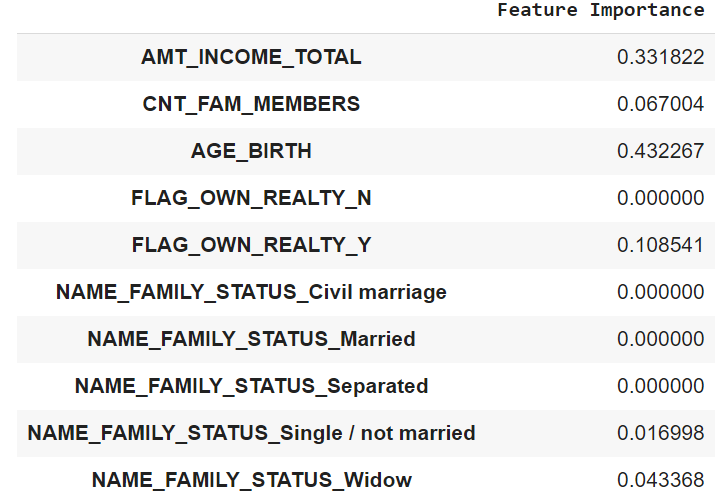 Feature Importance
AMT_INCOME_TOTAL 0.331822
CNT_FAM_MEMBERS 0.067004
AGE_BIRTH 0.432267
FLAG_OWN_REALTY_N 0.000000
FLAG_OWN_REALTY_Y 0.108541
NAME_FAMILY_STATUS_Civil marriage 0.000000
NAME_FAMILY_STATUS_Married 0.000000
NAME_FAMILY_STATUS_Separated 0.000000
NAME_FAMILY_STATUS_Single / not married 0.016998
NAME_FAMILY_STATUS_Widow 0.043368